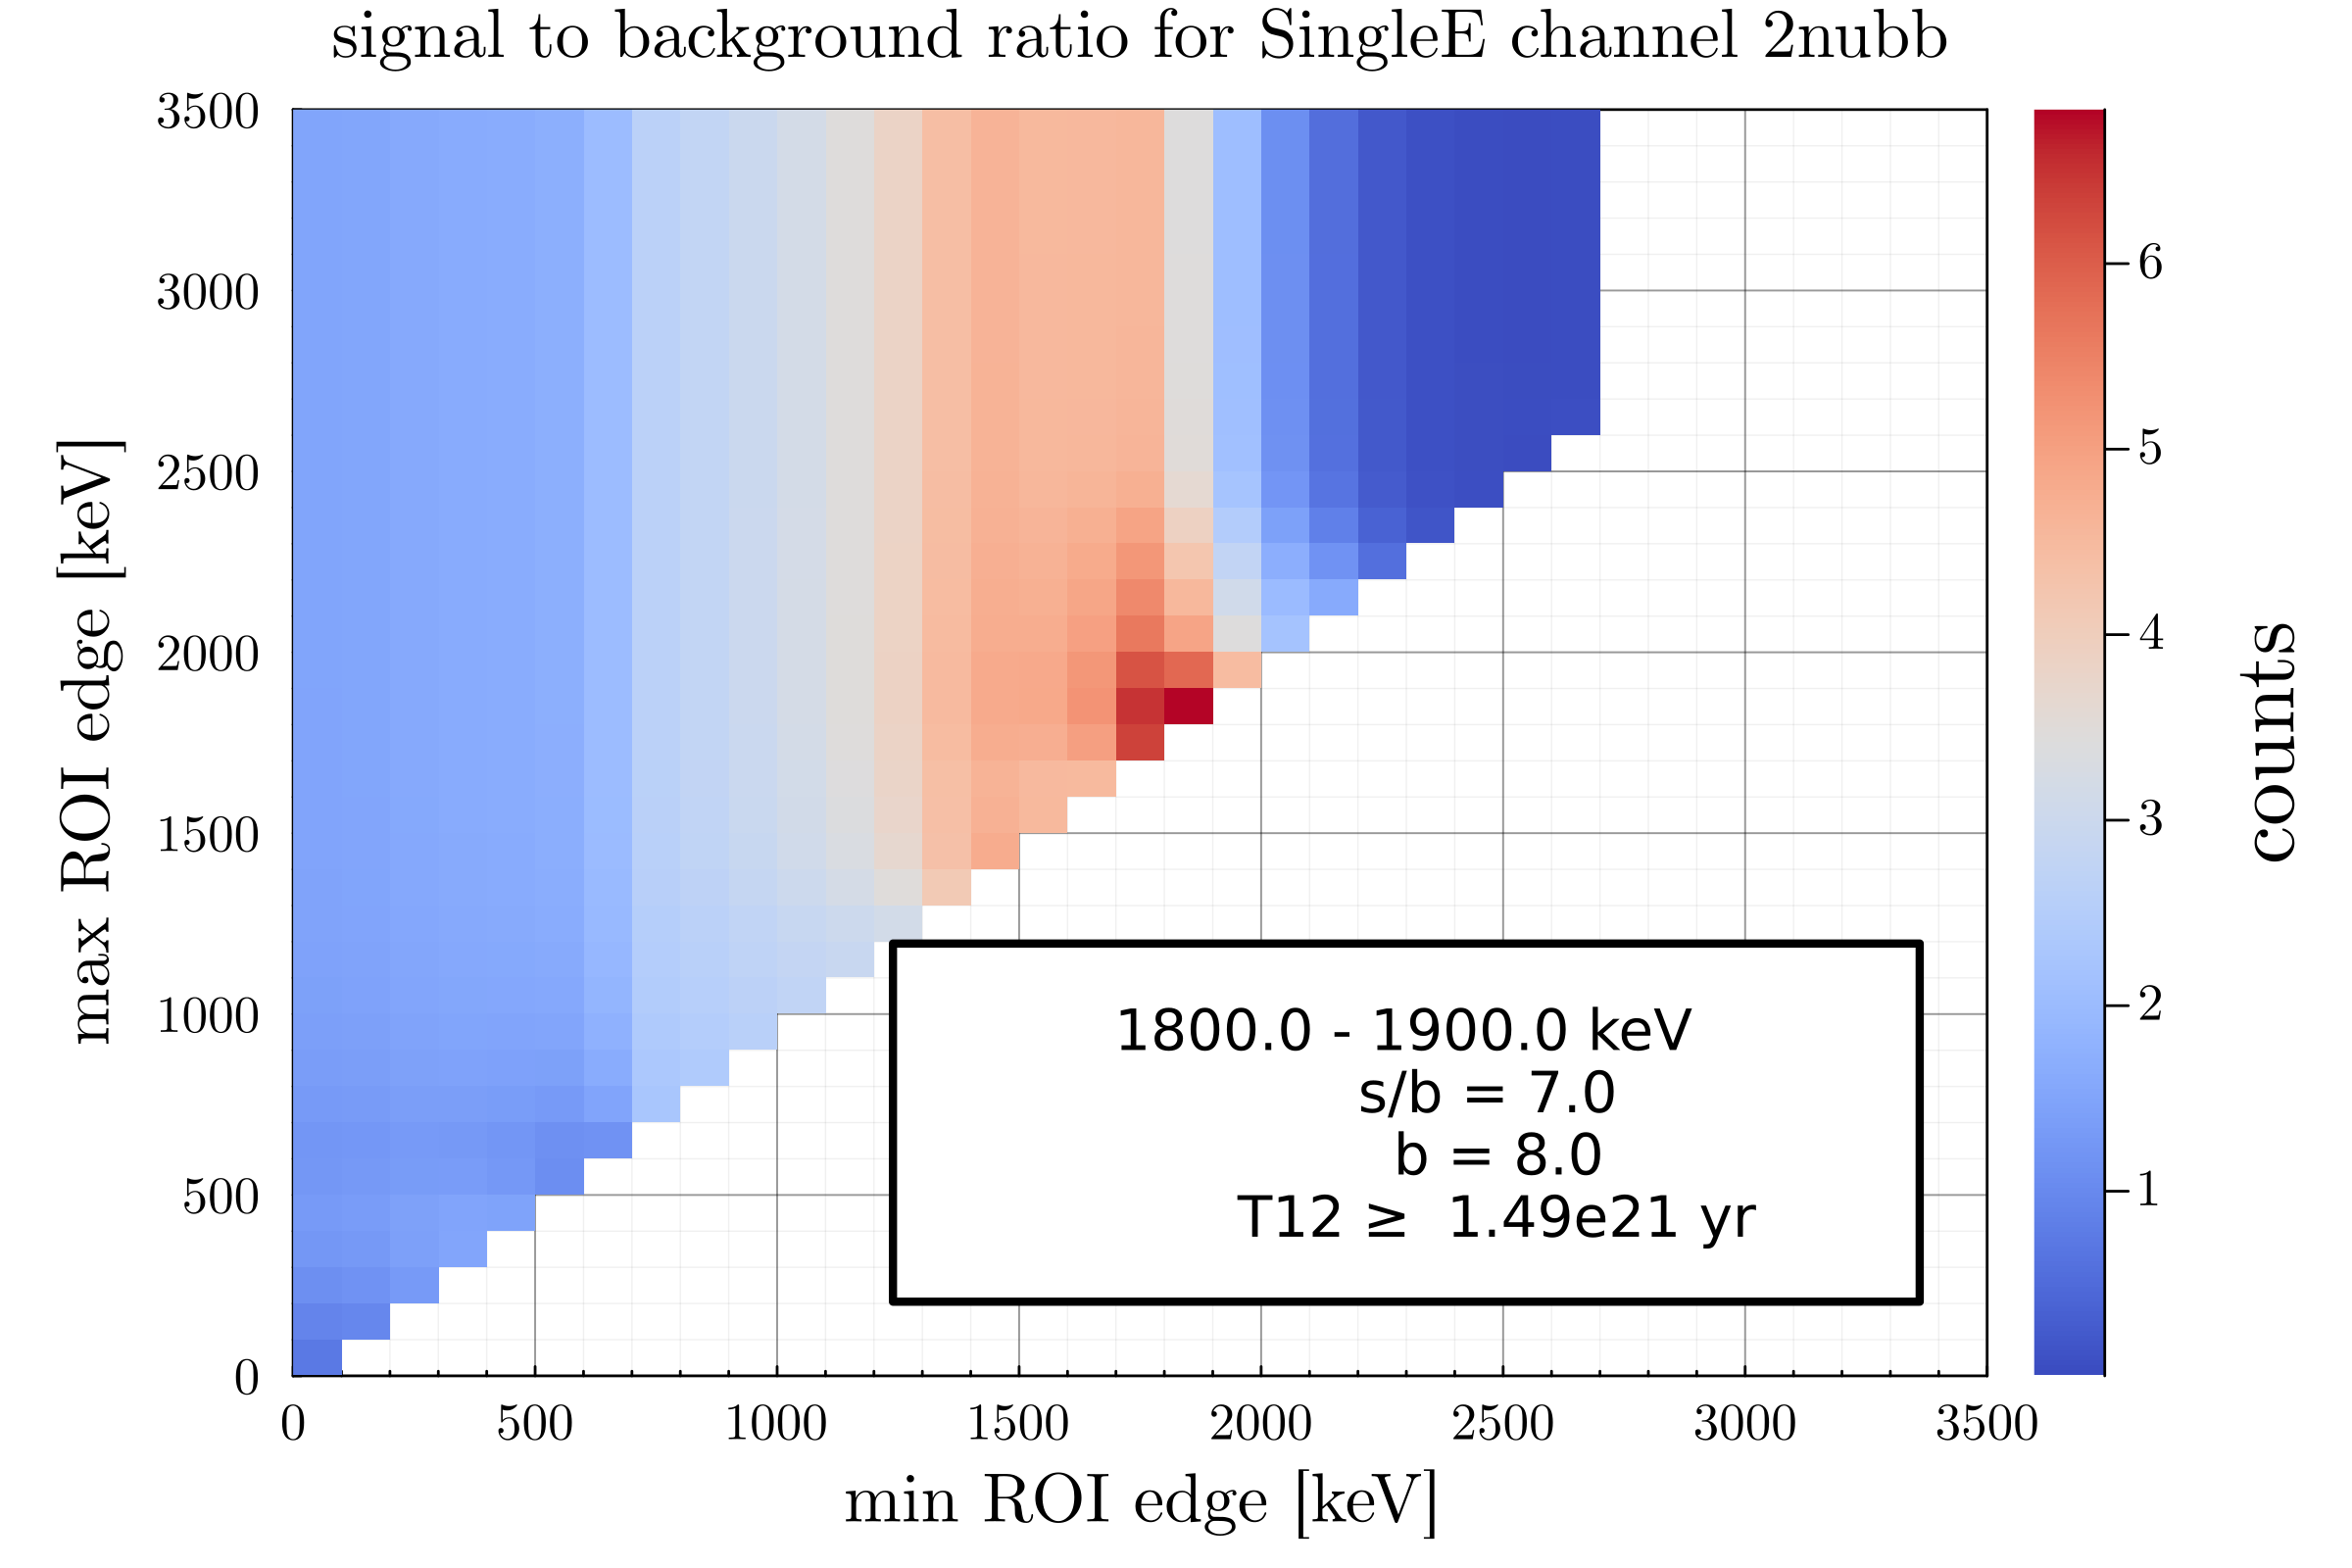 signal to background ratio for SingleE channel 2nubb
3500
3000
2500
2000
1500
1000
500
0
max ROI edge [keV]
0 500 1000 1500 2000 2500 3000 3500
min ROI edge [keV]
1800.0 - 1900.0 keV
s/b = 7.0
b = 8.0
T12 ≥ 1.49e21 yr
6
5
4
3
2
1
counts